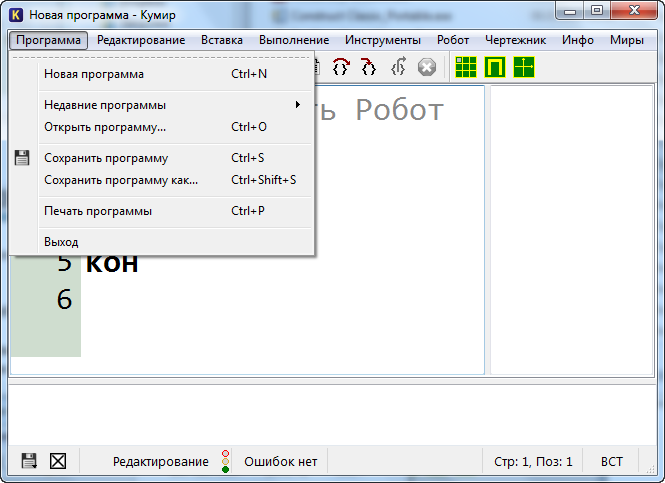 Новая программа - Кумир
Программа Редактирование Вставка Выполнение Инструменты Робот Чертежник Инфо Миры
Новая программа Ctrl+N
Недавние программы
Открыть программу... Ctrl+O
Сохранить программу Ctrl+S
Сохранить программу как... Ctrl+Shift+S
Печать программы Ctrl+P
Выход
ть Робот
5 кон
6
Редактирование Ошибок нет Стр: 1, Поз: 1 ВСТ